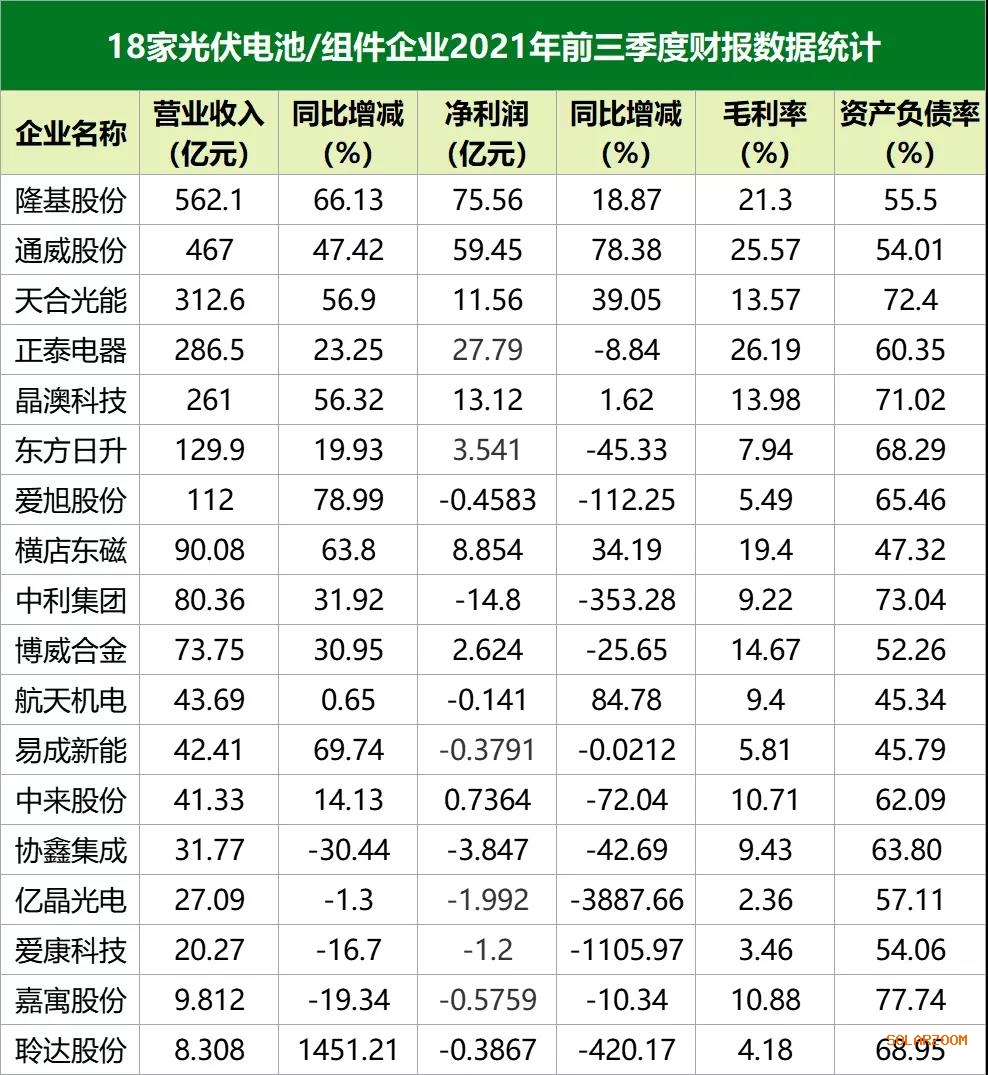 18家光伏电池/组件企业2021年前三季度财报数据统计
企业名称 营业收入（亿元） 同比增减（%） 净利润（亿元） 同比增减（%） 毛利率（%） 资产负债率（%）
隆基股份 562.1 66.13 75.56 18.87 21.3 55.5
通威股份 467 47.42 59.45 78.38 25.57 54.01
天合光能 312.6 56.9 11.56 39.05 13.57 72.4
正泰电器 286.5 23.25 27.79 -8.84 26.19 60.35
晶澳科技 261 56.32 13.12 1.62 13.98 71.02
东方日升 129.9 19.93 3.541 -45.33 7.94 68.29
爱旭股份 112 78.99 -0.4583 -112.25 5.49 65.46
横店东磁 90.08 63.8 8.854 34.19 19.4 47.32
中利集团 80.36 31.92 -14.8 -353.28 9.22 73.04
博威合金 73.75 30.95 2.624 -25.65 14.67 52.26
航天机电 43.69 0.65 -0.141 84.78 9.4 45.34
易成新能 42.41 69.74 -0.3791 -0.0212 5.81 45.79
中来股份 41.33 14.13 0.7364 -72.04 10.71 62.09
协鑫集成 31.77 -30.44 -3.847 -42.69 9.43 63.80
亿晶光电 27.09 -1.3 -1.992 -3887.66 2.36 57.11
爱康科技 20.27 -16.7 -1.2 -1105.97 3.46 54.06
嘉寓股份 9.812 -19.34 -0.5759 -10.34 10.88 77.74
聆达股份 8.308 1451.21 -0.3867 -420.17 4.18 68.95
SOLARZOOM